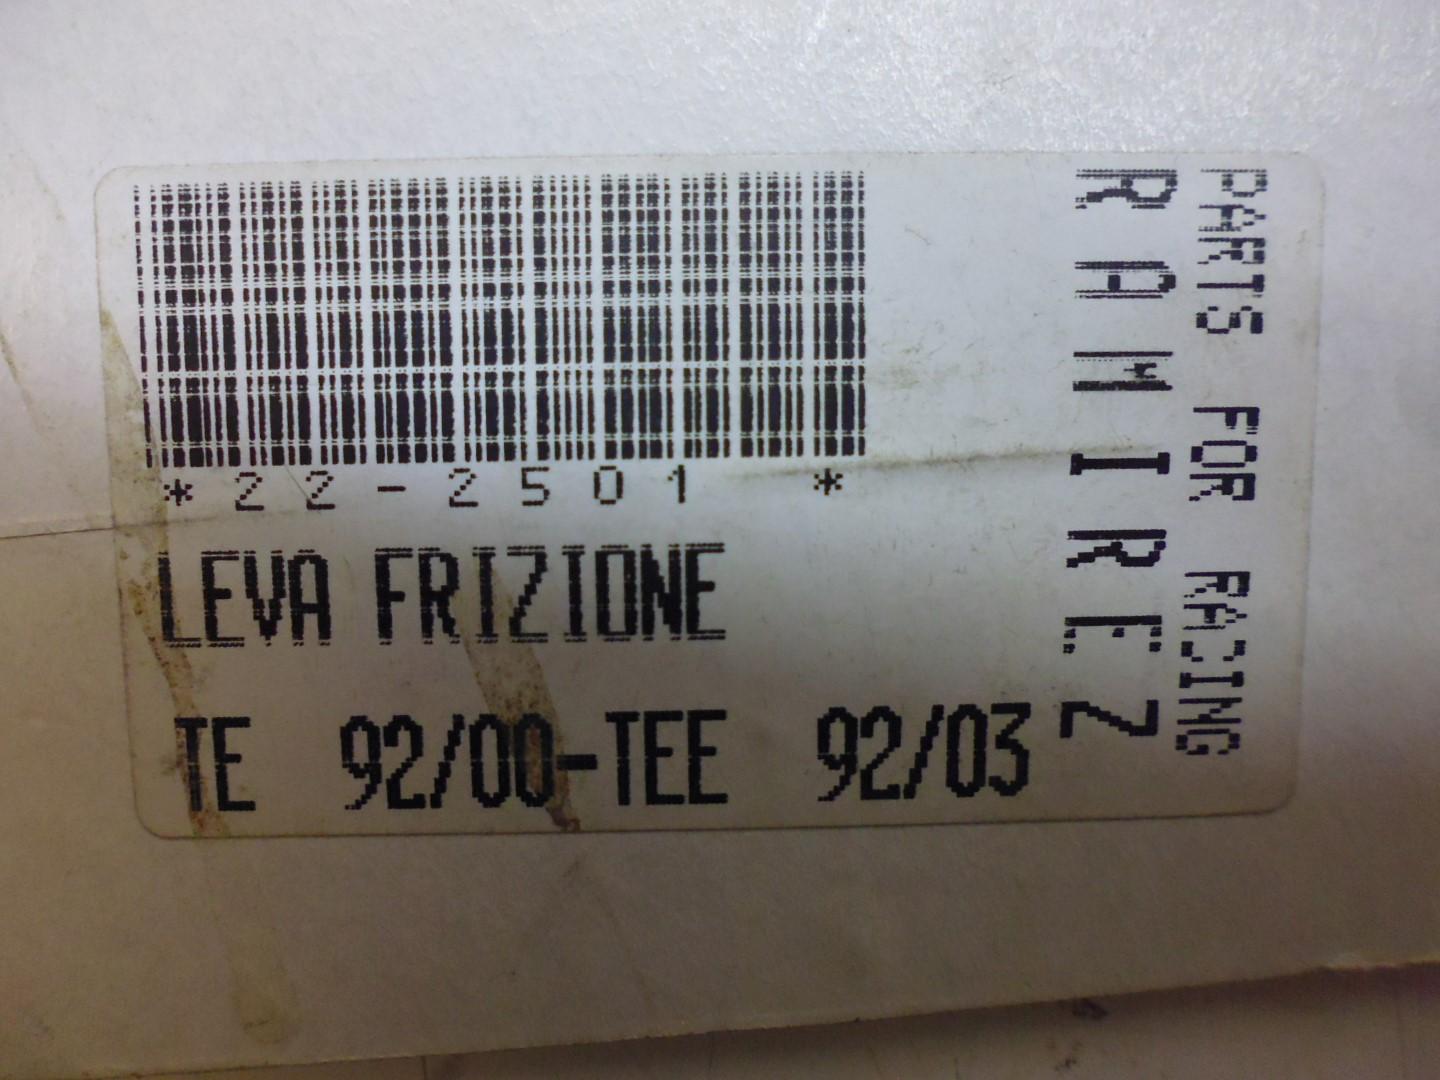 *22-2501 *
LEVA FRIZIONE
TE 92/00-TEE 92/03
RAMIREZ
PARTS FOR RACING